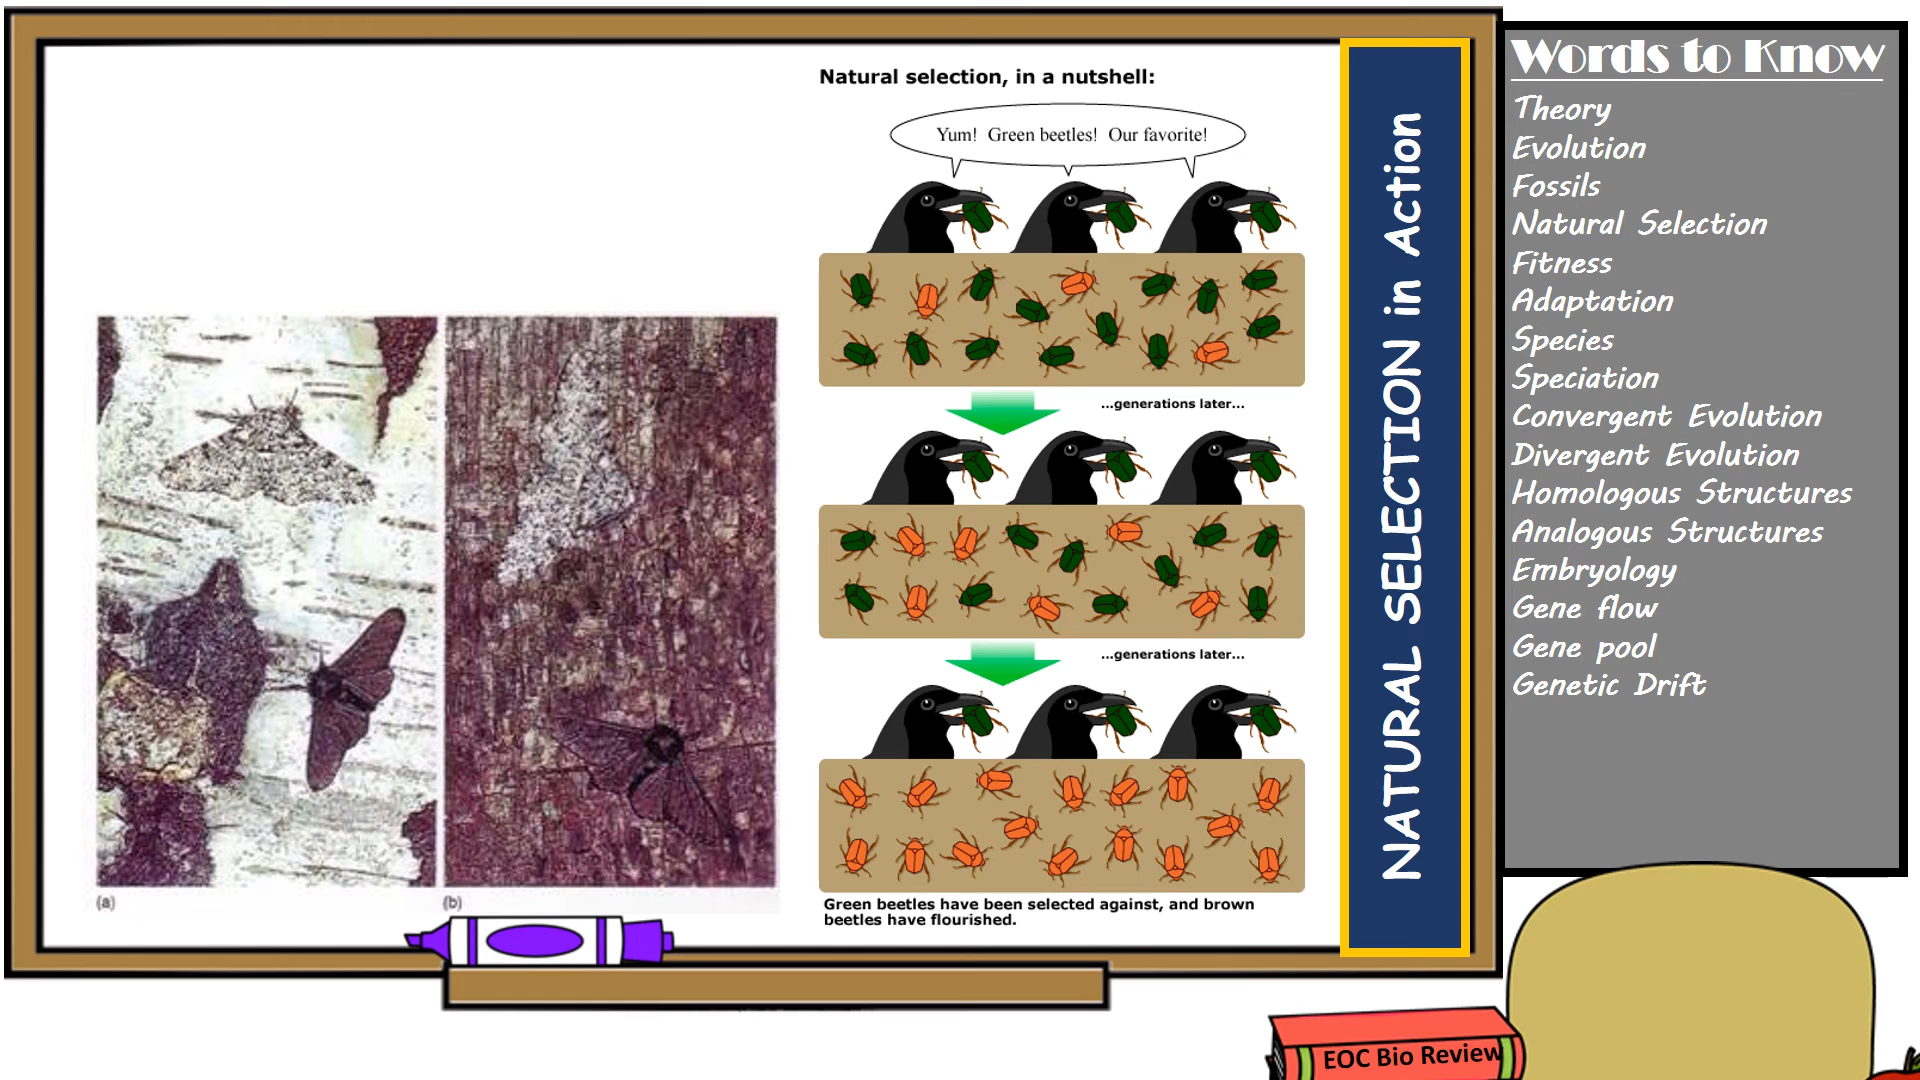 Natural selection, in a nutshell:
Yum! Green beetles! Our favorite!
...generations later...
...generations later...
Green beetles have been selected against, and brown
beetles have flourished.
(a)
(b)
NATURAL SELECTION in Action
Words to Know
Theory
Evolution
Fossils
Natural Selection
Fitness
Adaptation
Species
Speciation
Convergent Evolution
Divergent Evolution
Homologous Structures
Analogous Structures
Embryology
Gene flow
Gene pool
Genetic Drift
EOC Bio Review